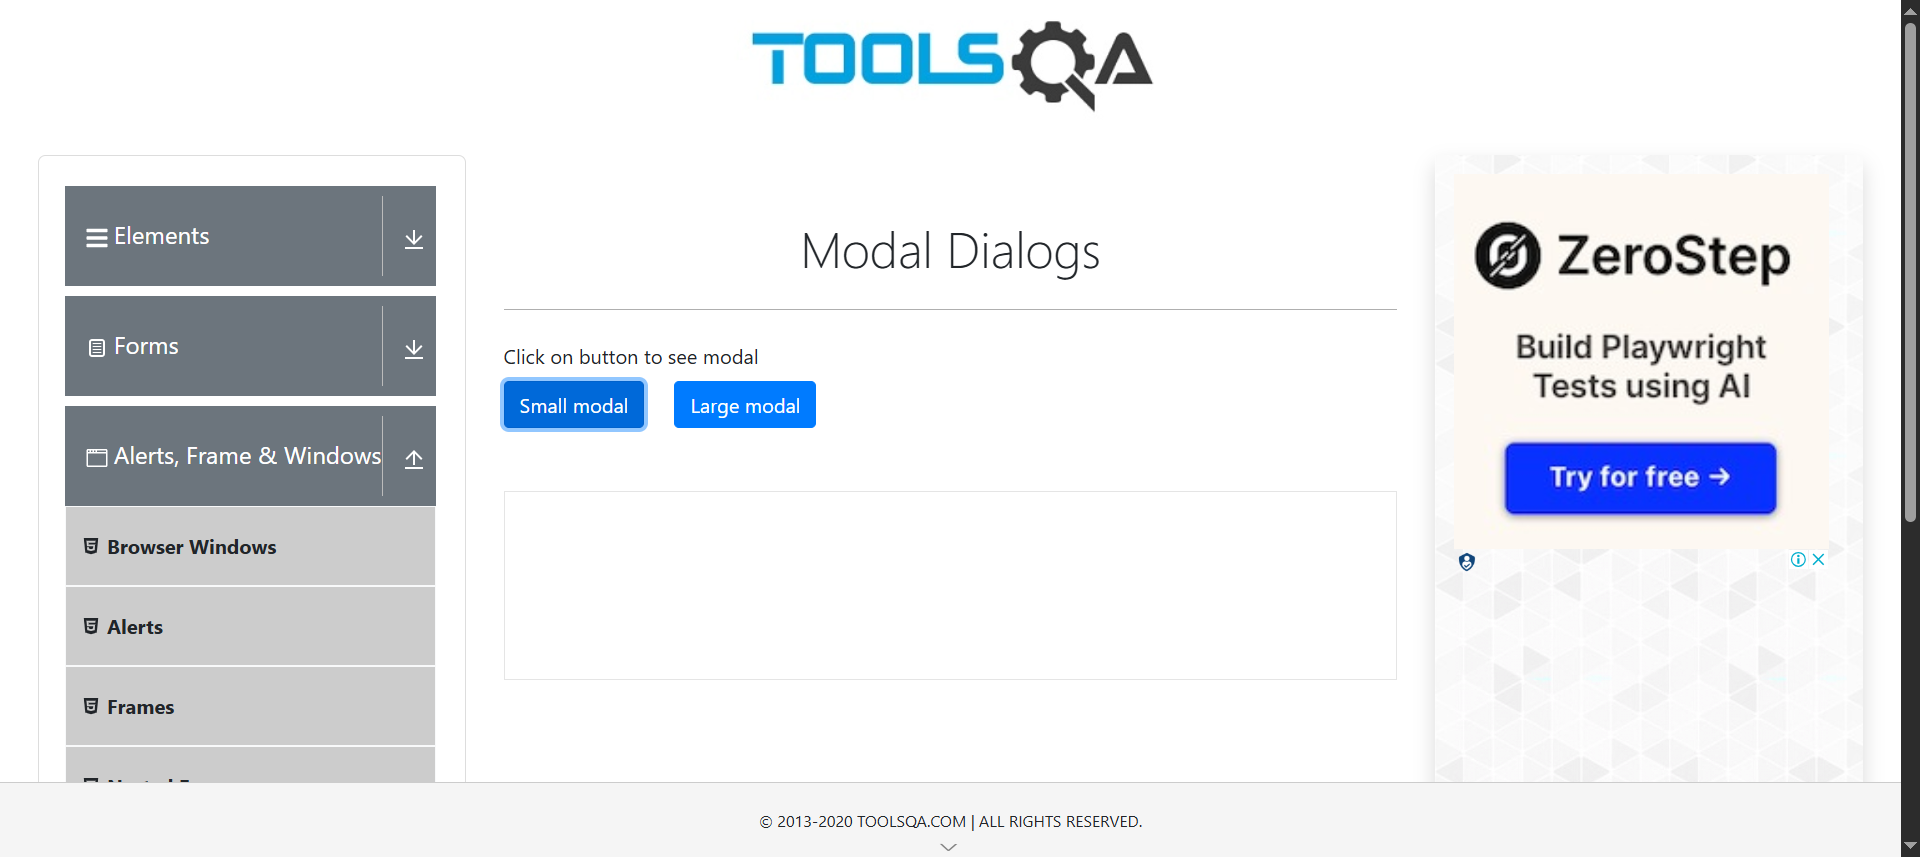 TOOLSQA
Elements
Forms
Alerts, Frame & Windows
Browser Windows
Alerts
Frames
Modal Dialogs
Click on button to see modal
Small modal
Large modal
ZeroStep
Build Playwright
Tests using AI
Try for free →
© 2013-2020 TOOLSQA.COM | ALL RIGHTS RESERVED.